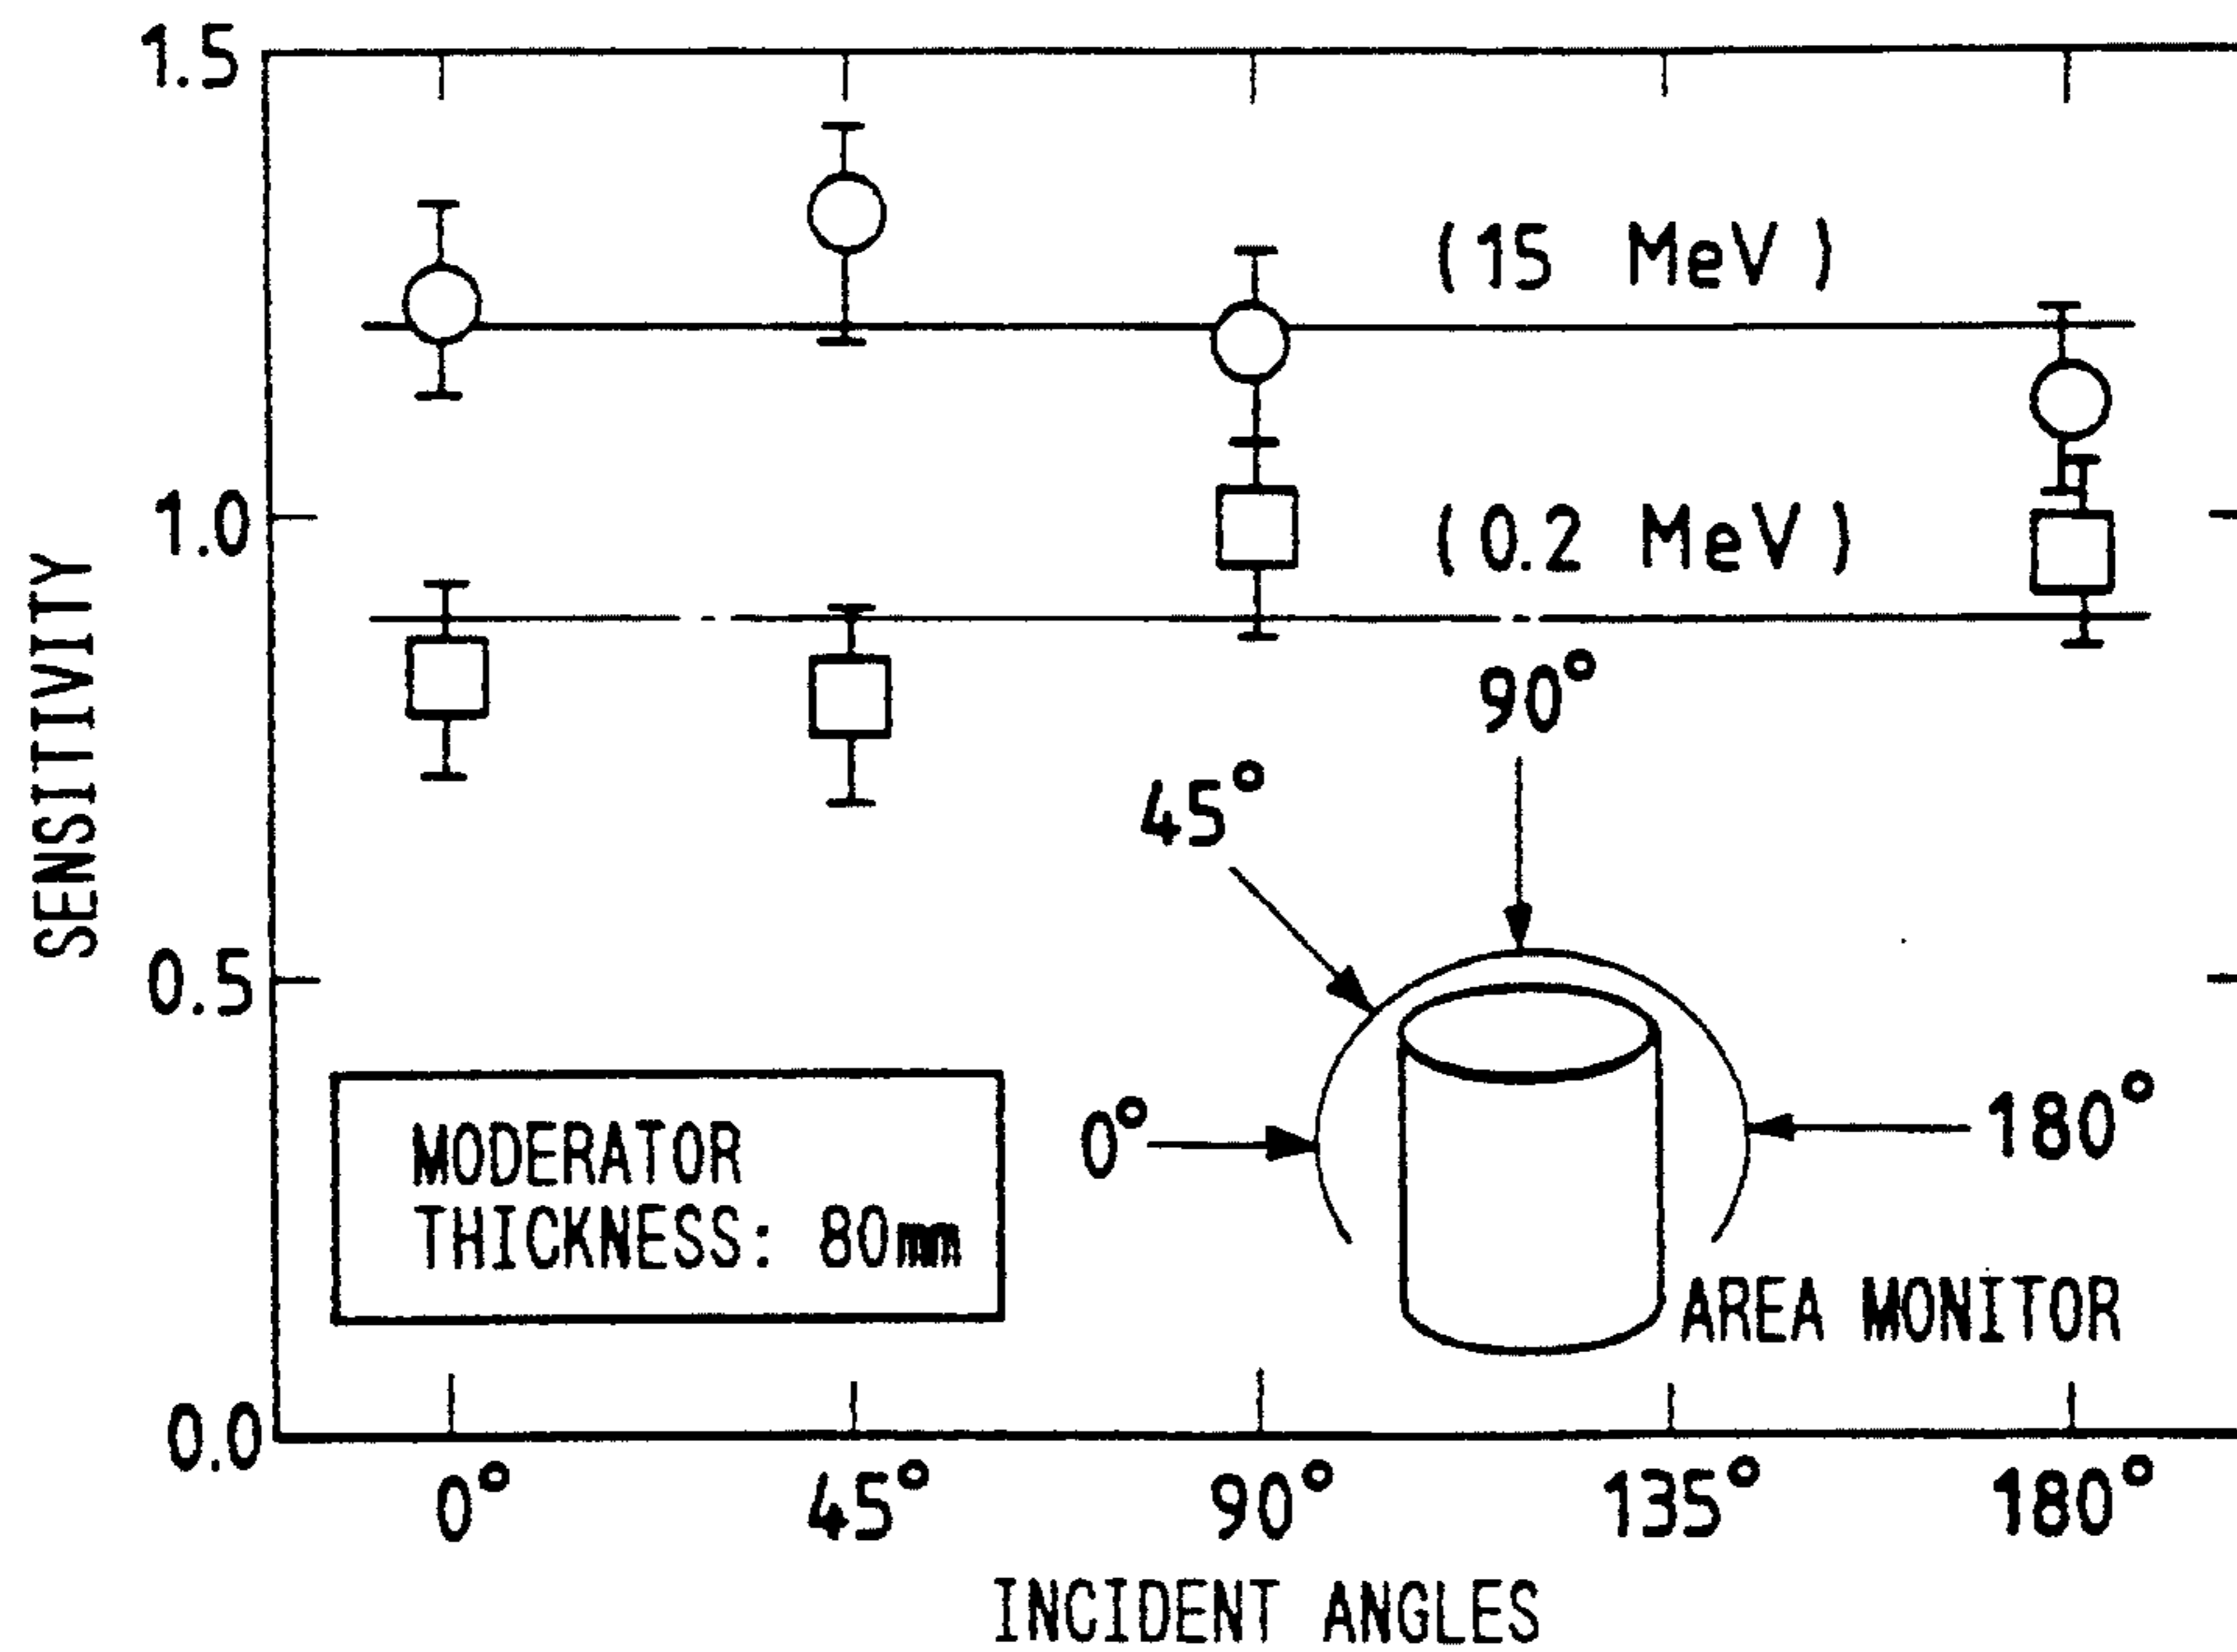 1.5
1.0
0.5
0.0
SENSITIVITY
(15 MeV)
(0.2 MeV)
90°
45°
0°
180°
MODERATOR
THICKNESS: 80mm
AREA MONITOR
0° 45° 90° 135° 180°
INCIDENT ANGLES